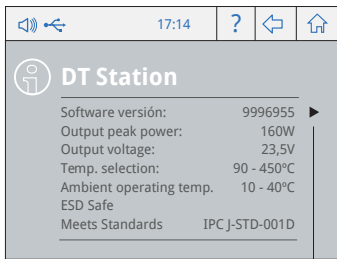 17:14 ?
DT Station
Software versión: 9996955
Output peak power: 160W
Output voltage: 23,5V
Temp. selection: 90 - 450ºC
Ambient operating temp. 10 - 40ºC
ESD Safe
Meets Standards IPC J-STD-001D